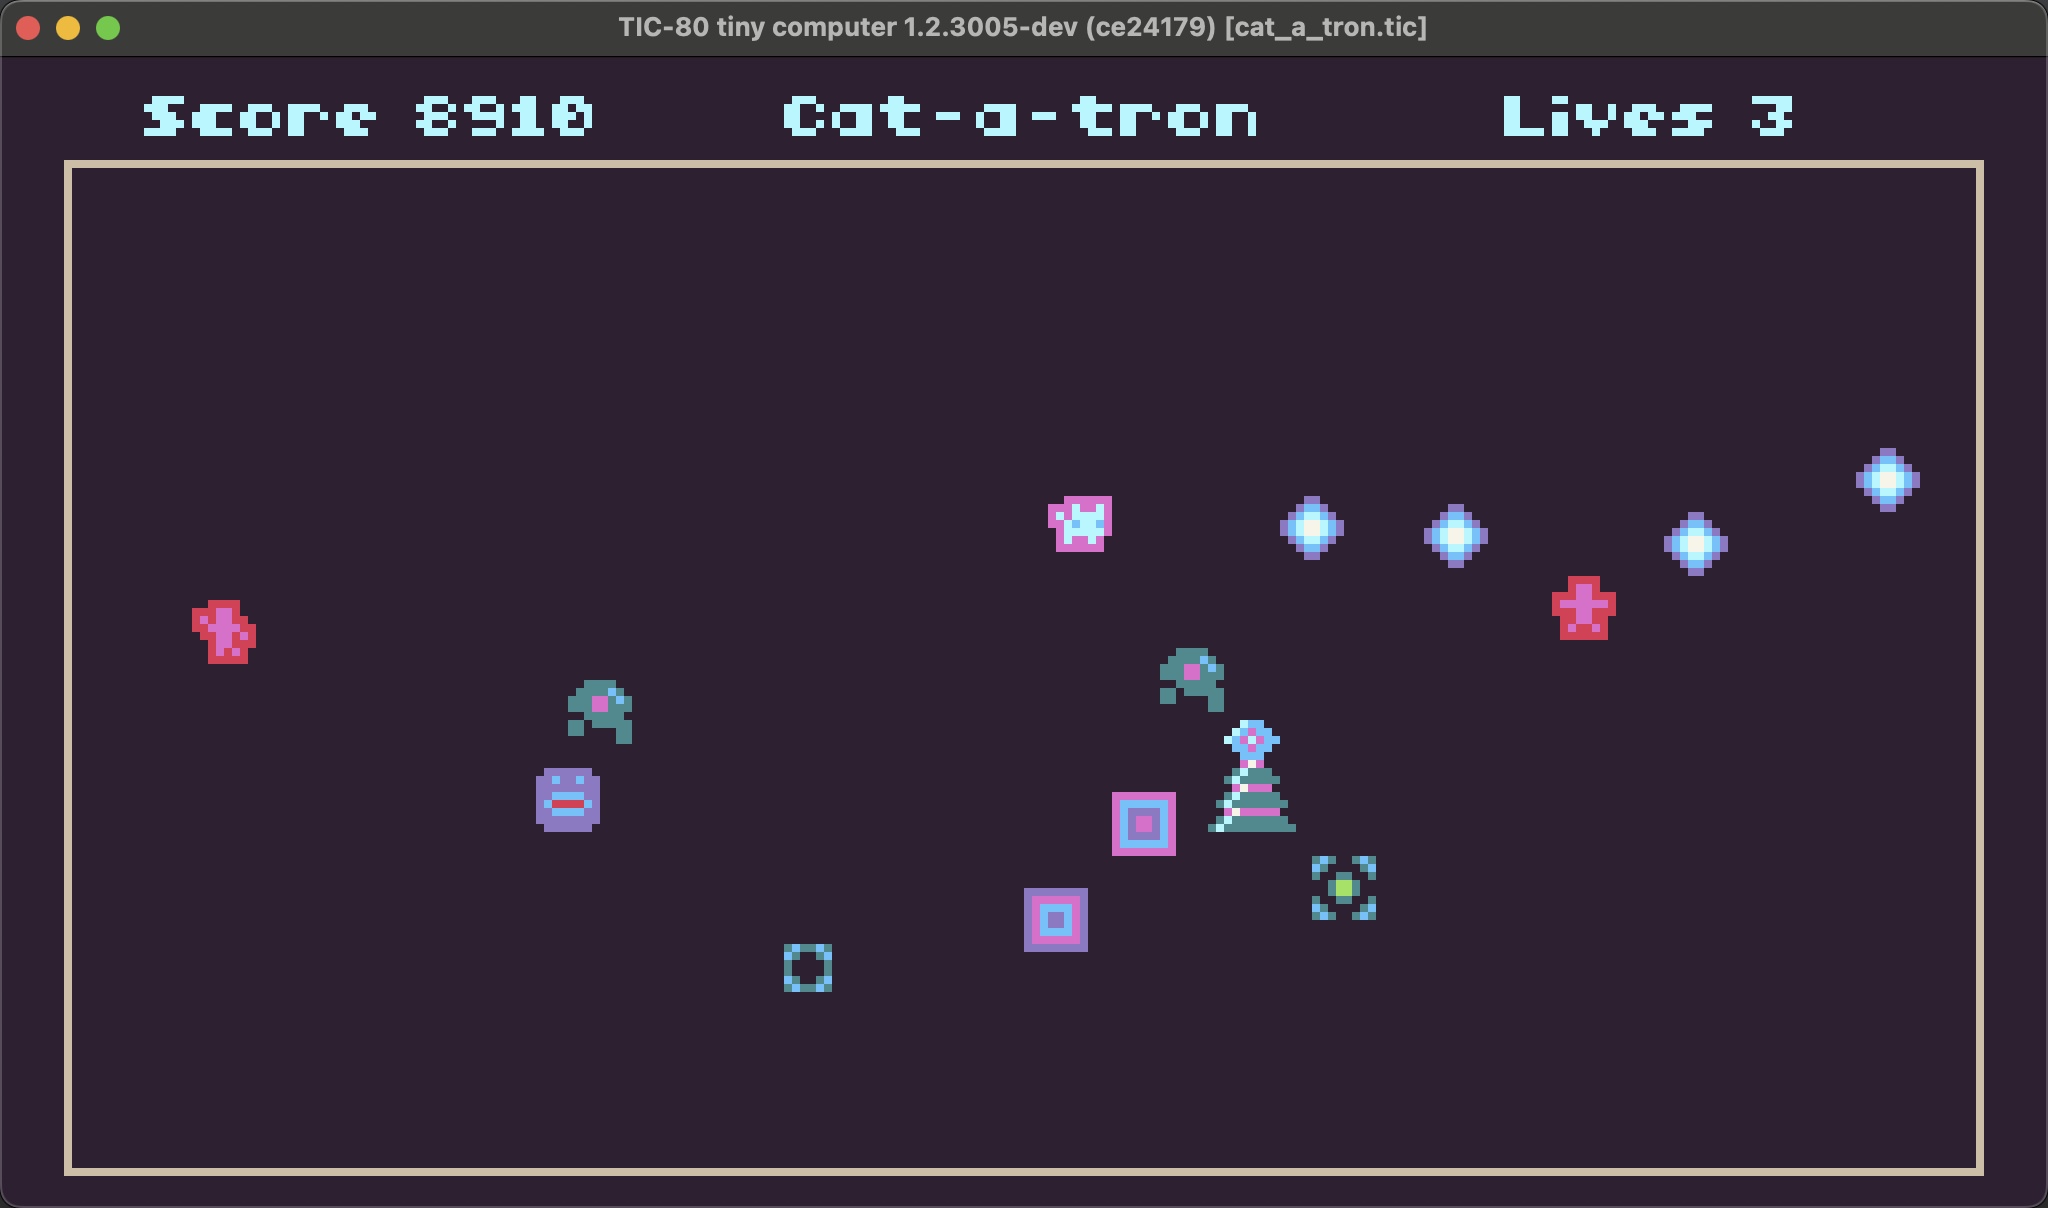 TIC-80 tiny computer 1.2.3005-dev (ce24179) [cat_a_tron.tic]
Score 8910 Cat-a-tron Lives 3